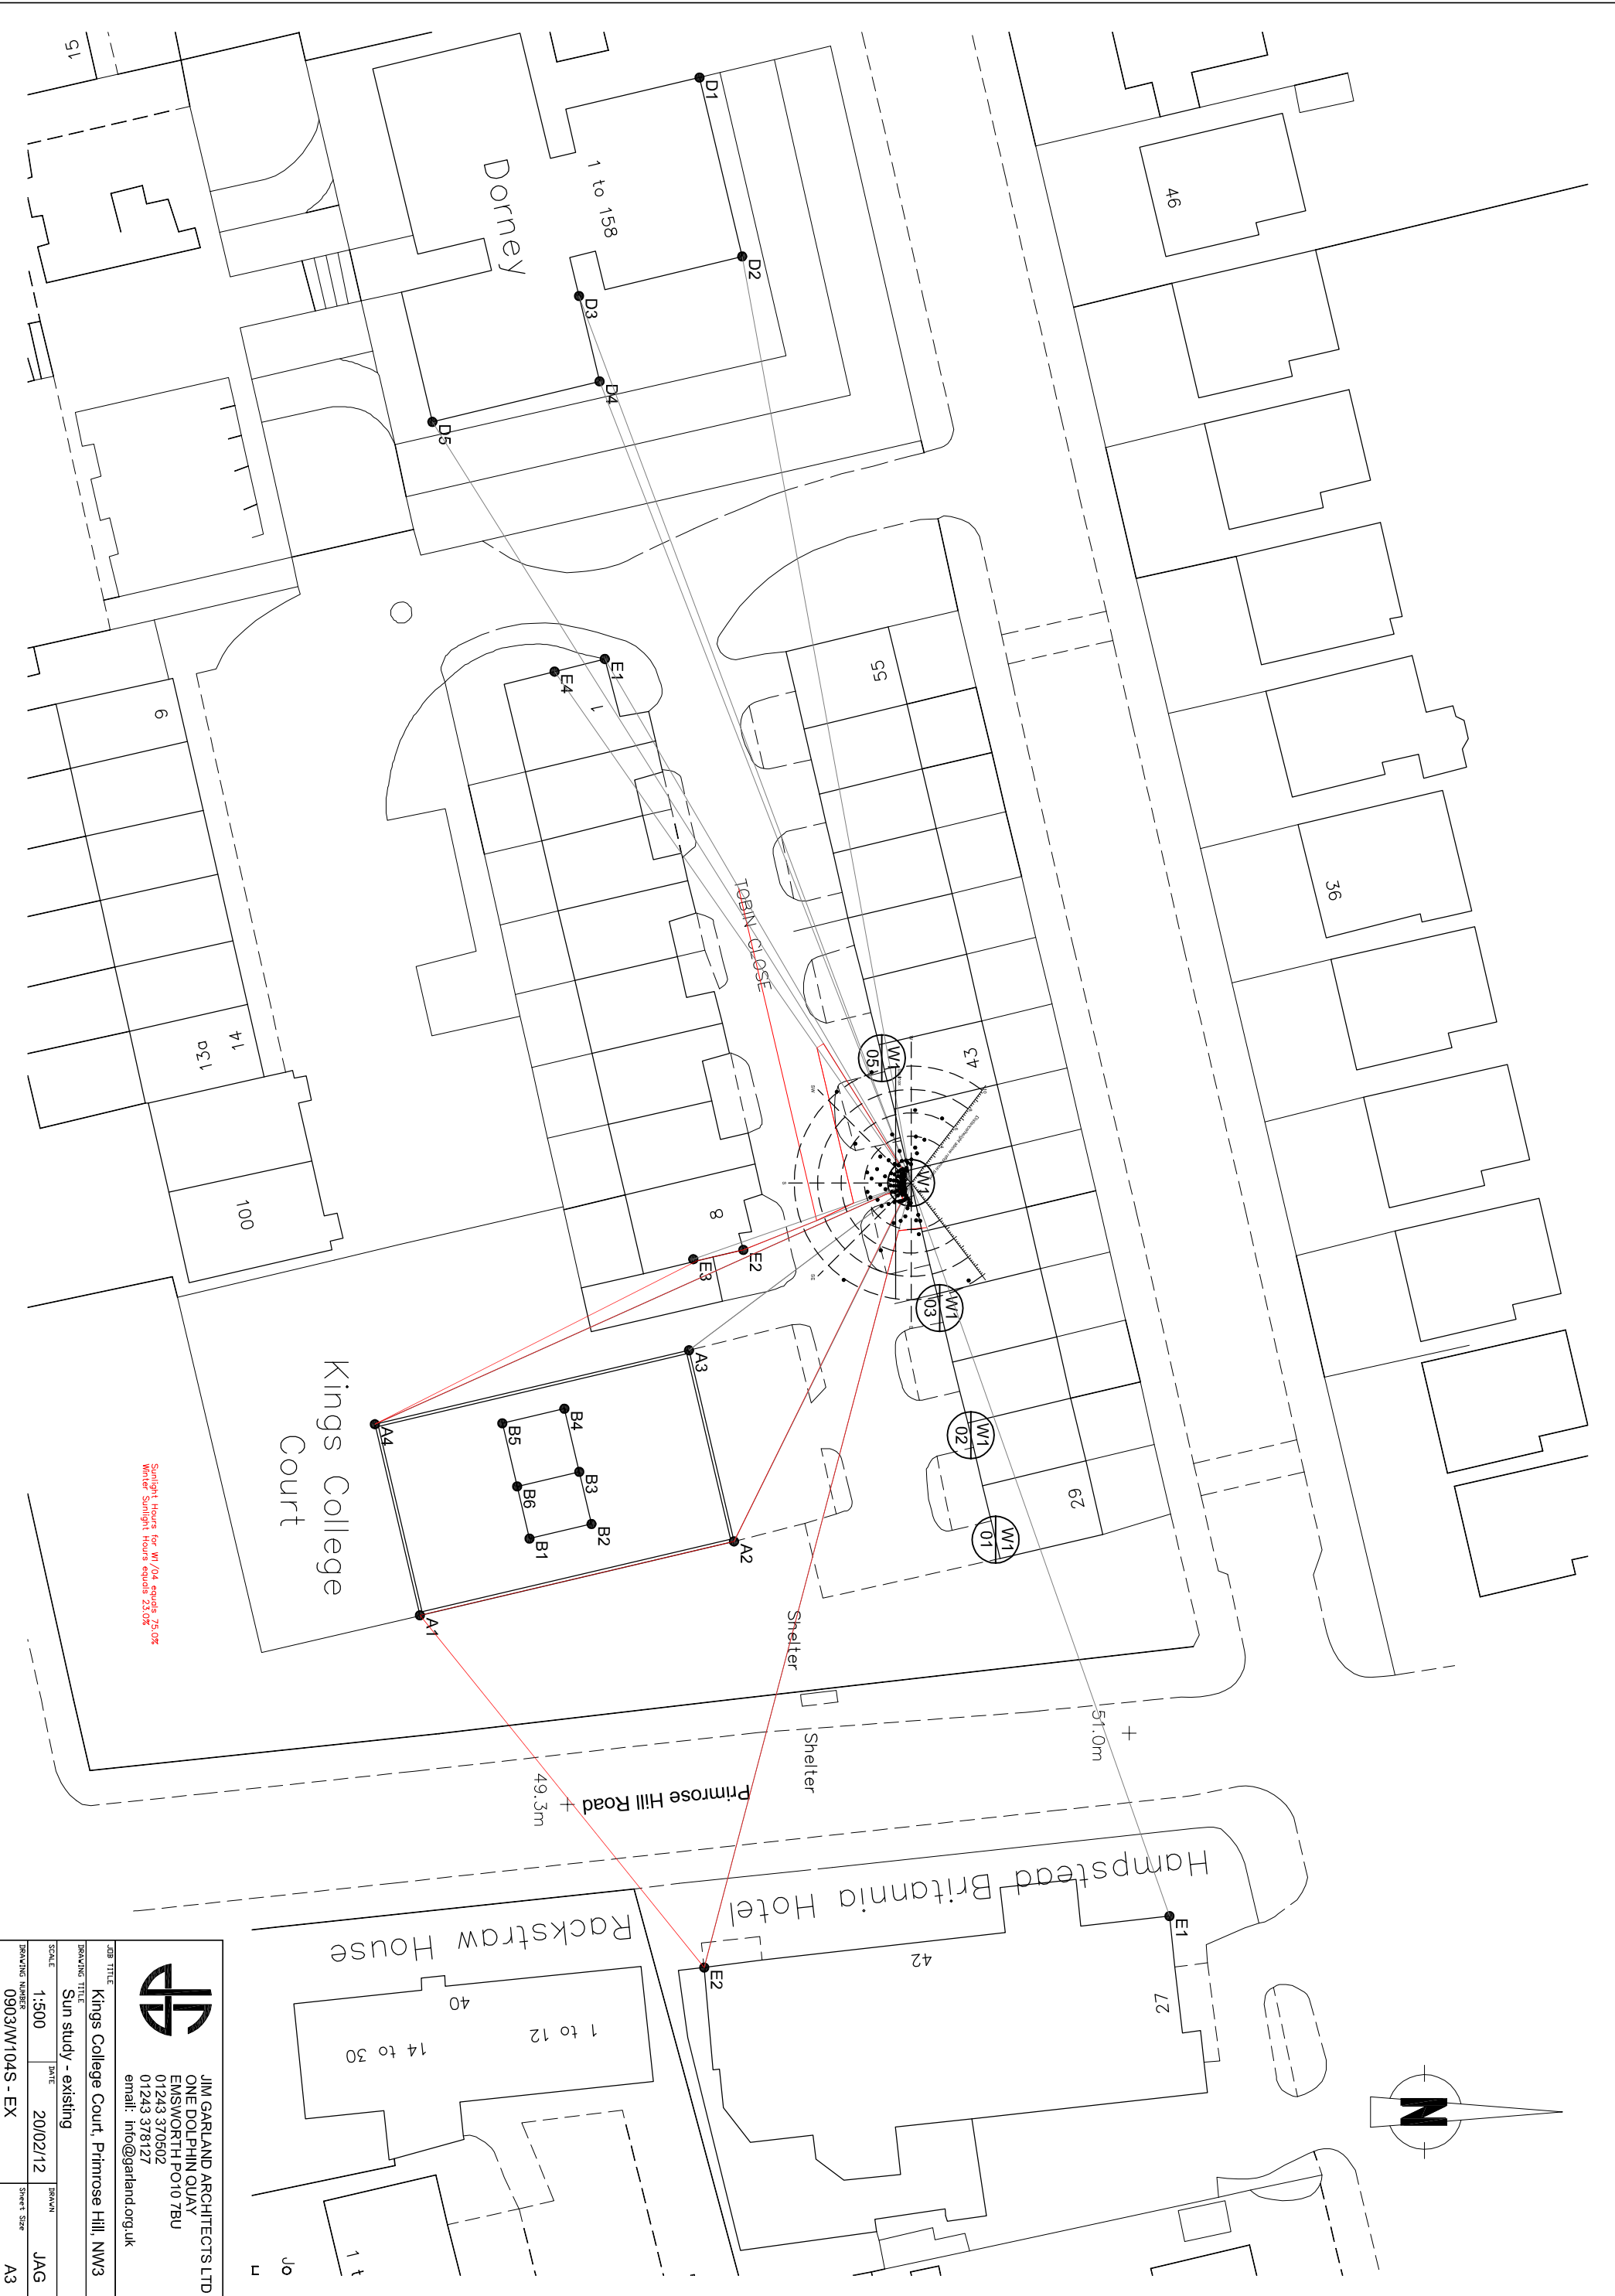 15
D1
1 to 158
Dorney
D2
D3
D4
D5
46
55
E1
E4
1
9
36
TOBIN CLOSE
14
13a
100
43
W1
05
W1
W1
03
W1
02
W1
01
29
8
E2
E3
A3
A4
A2
A1
B4
B5
B3
B6
B2
B1
Kings College
Court
Sunlight Hours for W1/04 equals 75.0%
Winter Sunlight Hours equals 23.0%
Shelter
Shelter
51.0m
49.3m
Primrose Hill Road
Hampstead Britannia Hotel
42
E1
E2
27
Rackstraw House
40
1 to 12
14 to 30
N
1 t
Jo
JIM GARLAND ARCHITECTS LTD
ONE DOLPHIN QUAY
EMSWORTH PO10 7BU
01243 370502
01243 378127
email: info@garland.org.uk
JOB TITLE
Kings College Court, Primrose Hill, NW3
DRAWING TITLE
Sun study - existing
SCALE
1:500
DATE
20/02/12
DRAWN
JAG
DRAWING NUMBER
0903/W104S - EX
Sheet Size
A3